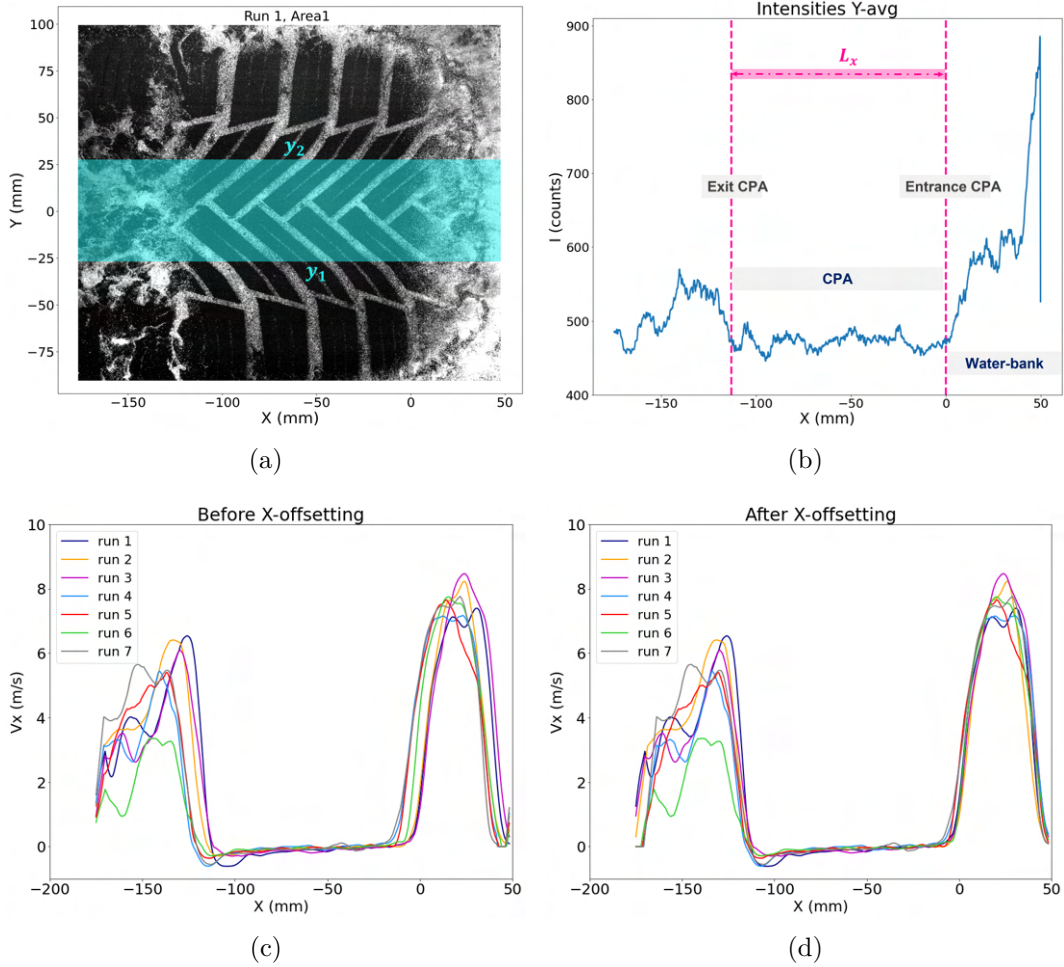 Run 1, Area1
100
75
50
25
0
−25
−50
−75
Y (mm)
y₂
y₁
−150 −100 −50 0 50
X (mm)
(a)
Intensities Y-avg
900
800
700
600
500
400
I (counts)
Lₓ
Exit CPA
Entrance CPA
CPA
Water-bank
−150 −100 −50 0 50
X (mm)
(b)
Before X-offsetting
10
8
6
4
2
0
Vx (m/s)
run 1
run 2
run 3
run 4
run 5
run 6
run 7
−200 −150 −100 −50 0 50
X (mm)
(c)
After X-offsetting
10
8
6
4
2
0
Vx (m/s)
run 1
run 2
run 3
run 4
run 5
run 6
run 7
−200 −150 −100 −50 0 50
X (mm)
(d)